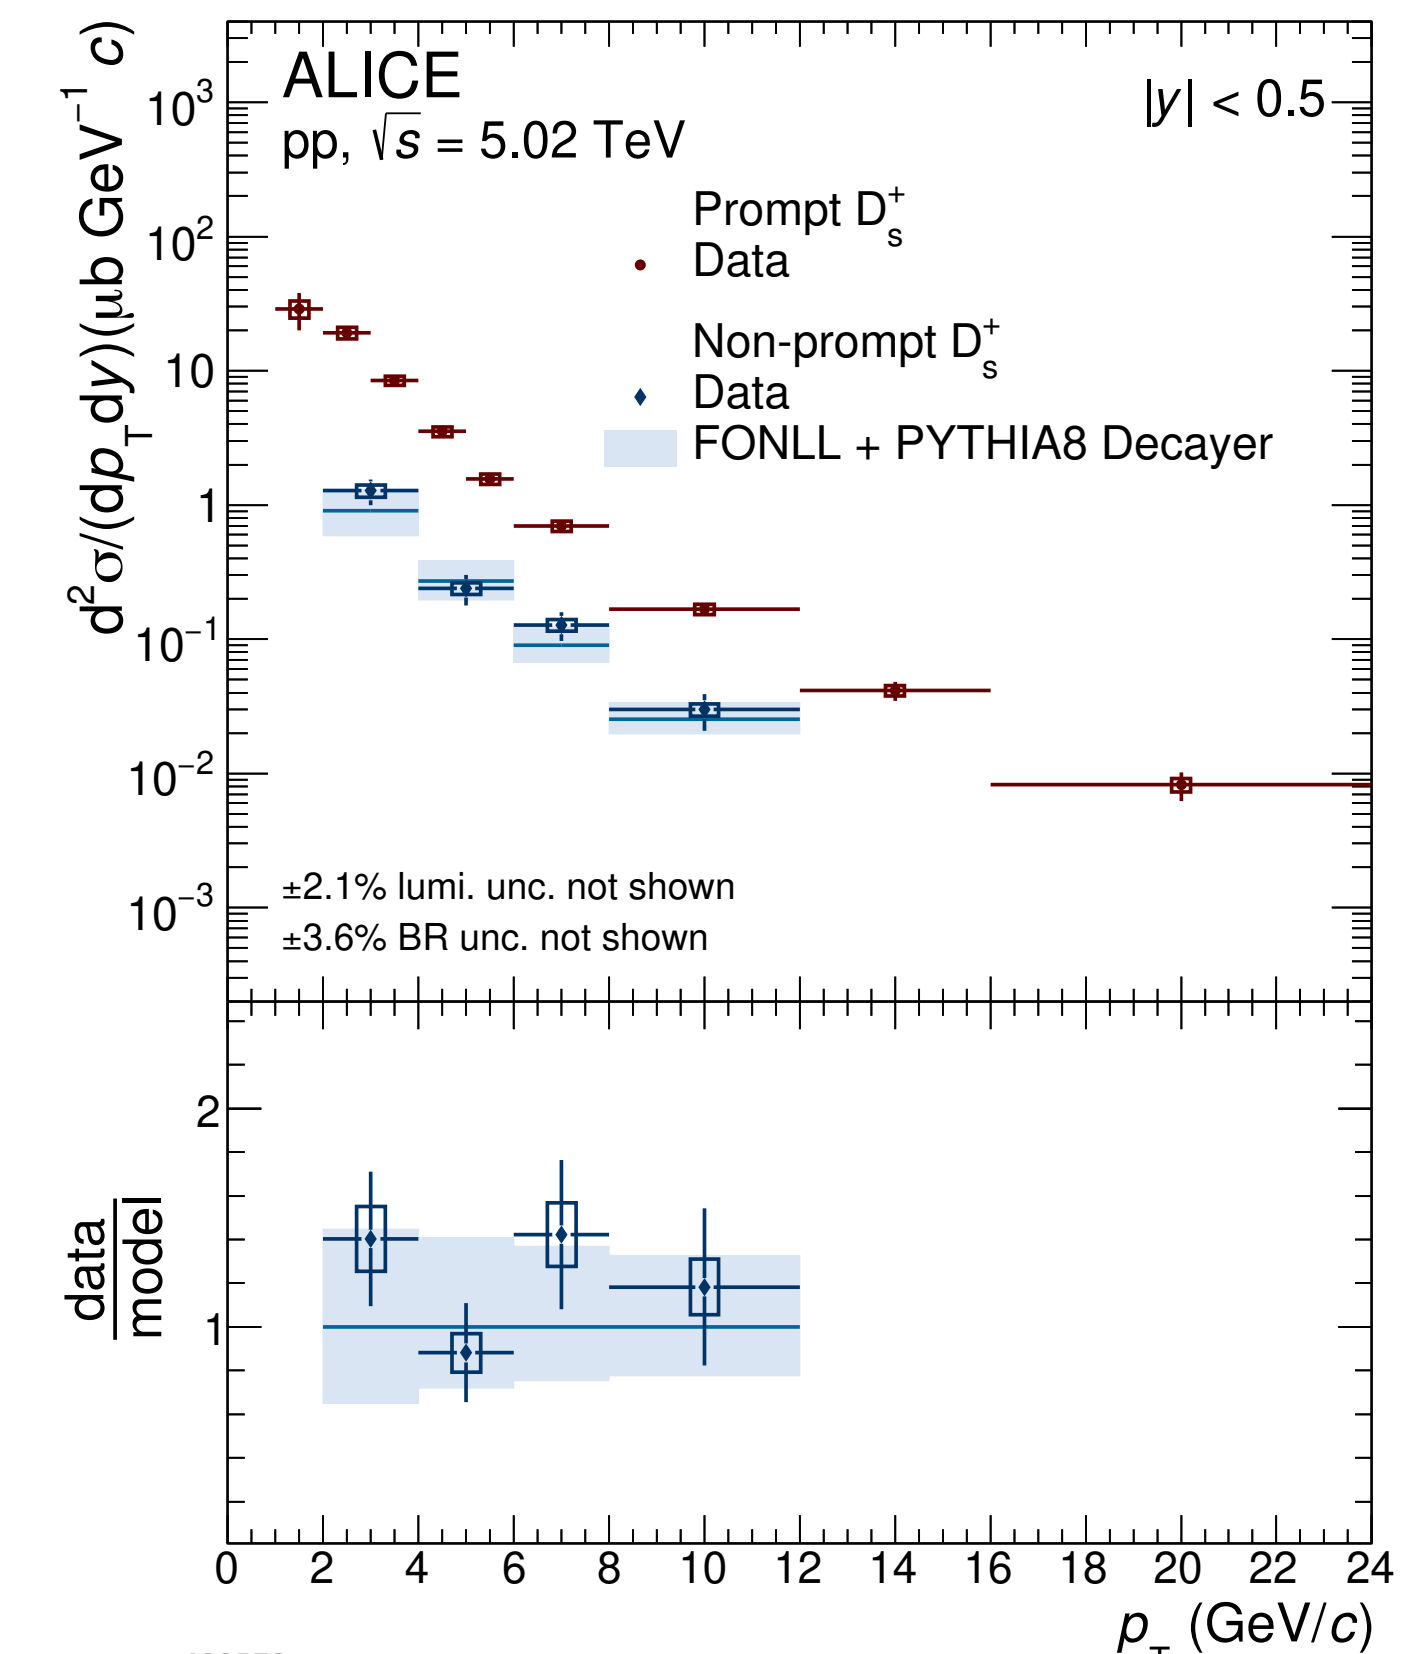 ALICE
|y| < 0.5
pp, √s = 5.02 TeV
Prompt D⁺ₛ
Data
Non-prompt D⁺ₛ
Data
FONLL + PYTHIA8 Decayer
±2.1% lumi. unc. not shown
±3.6% BR unc. not shown
d²σ/(dp_T dy)(μb GeV⁻¹ c)
10³
10²
10
1
10⁻¹
10⁻²
10⁻³
data
model
2
1
0 2 4 6 8 10 12 14 16 18 20 22 24
p_T (GeV/c)